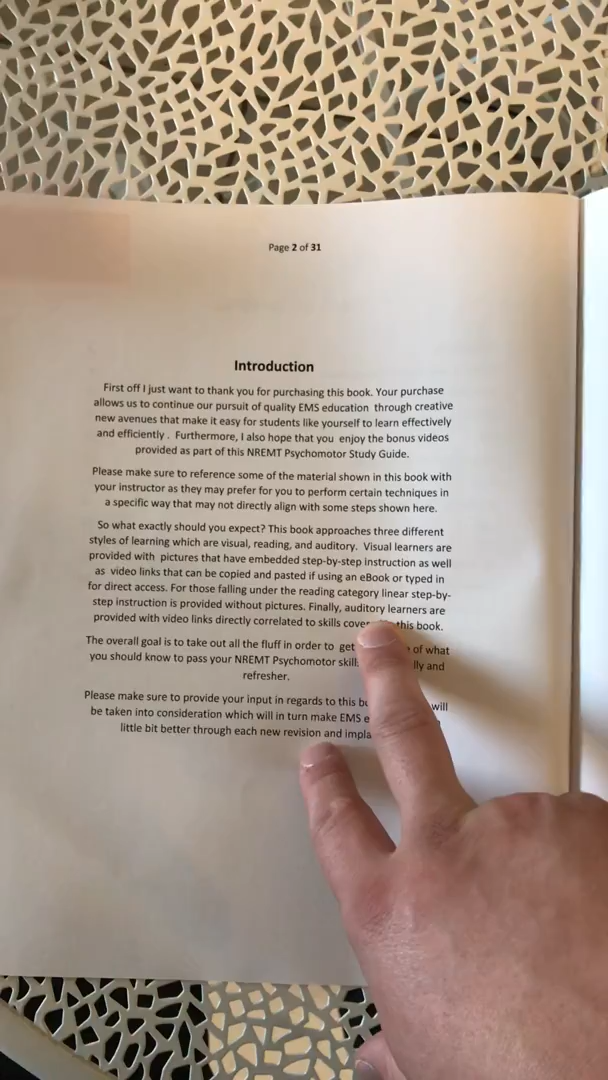 Page 2 of 31
Introduction
First off I just want to thank you for purchasing this book. Your purchase
allows us to continue our pursuit of quality EMS education through creative
new avenues that make it easy for students like yourself to learn effectively
and efficiently . Furthermore, I also hope that you enjoy the bonus videos
provided as part of this NREMT Psychomotor Study Guide.
Please make sure to reference some of the material shown in this book with
your instructor as they may prefer for you to perform certain techniques in
a specific way that may not directly align with some steps shown here.
So what exactly should you expect? This book approaches three different
styles of learning which are visual, reading, and auditory. Visual learners are
provided with pictures that have embedded step-by-step instruction as well
as video links that can be copied and pasted if using an eBook or typed in
for direct access. For those falling under the reading category linear step-by-
step instruction is provided without pictures. Finally, auditory learners are
provided with video links directly correlated to skills this book.
The overall goal is to take out all the fluff in order to get of what
you should know to pass your NREMT Psychomotor and
refresher.
Please make sure to provide your input in regards to this will
be taken into consideration which will in turn make EMS
little bit better through each new revision and